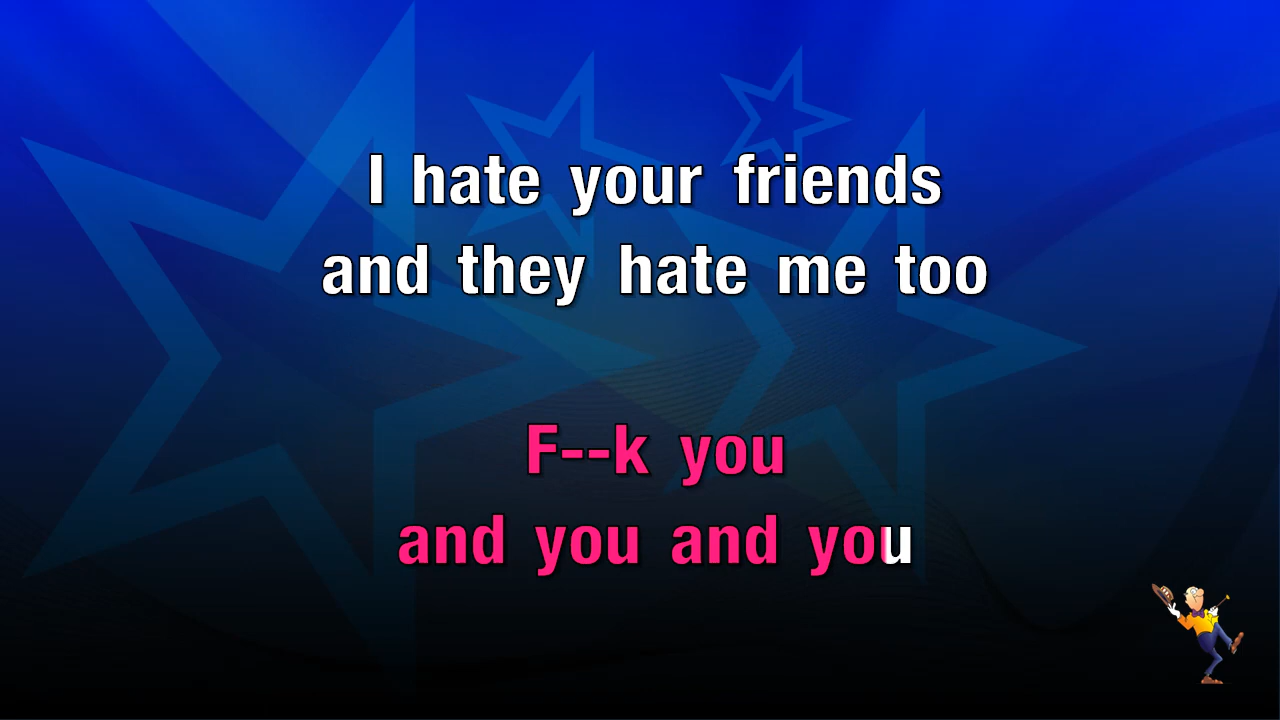 I hate your friends
and they hate me too
F--k you
and you and you